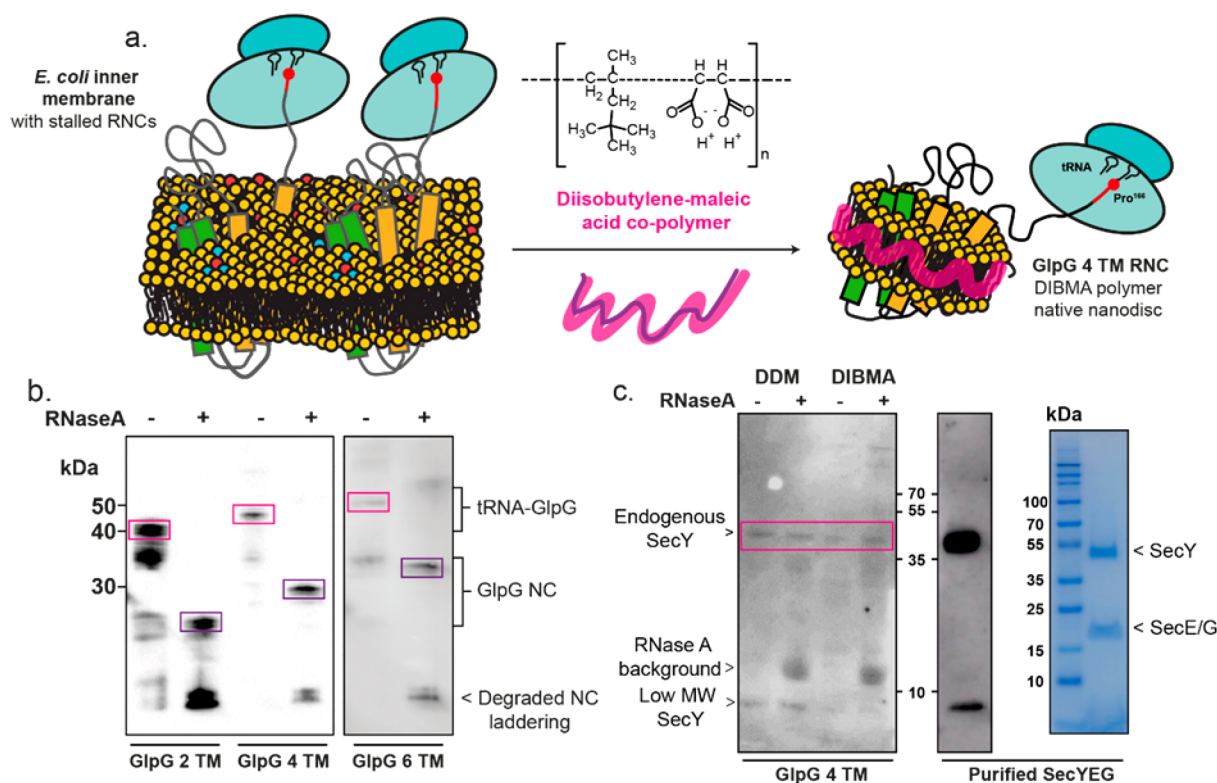 a.
E. coli inner
membrane
with stalled RNCs
CH3
C
C
H2
CH2
H3C
CH3
CH3
H
H
C
C
O
O
O
O
H+
H+
n
Diisobutylene-maleic
acid co-polymer
tRNA
Pro166
GlpG 4 TM RNC
DIBMA polymer
native nanodisc
b.
RNaseA - + - + - +
kDa
50
40
30
tRNA-GlpG
GlpG NC
< Degraded NC
laddering
GlpG 2 TM GlpG 4 TM GlpG 6 TM
c.
DDM DIBMA
RNaseA - + - +
Endogenous >
SecY
RNase A
background >
Low MW >
SecY
70
55
35
10
GlpG 4 TM
kDa
100
70
55
35
25
15
10
< SecY
< SecE/G
Purified SecYEG